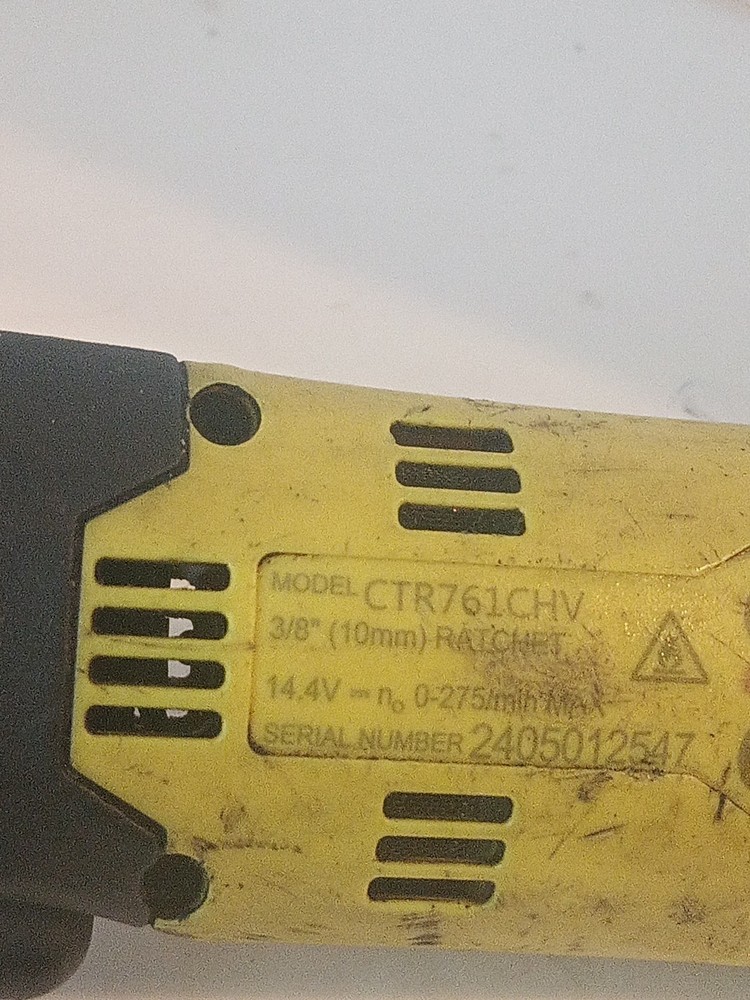 MODEL CTR761CHV
3/8" (10mm) RATCHET
14.4V ⎓ n₀ 0-275/min MAX
SERIAL NUMBER 2405012547